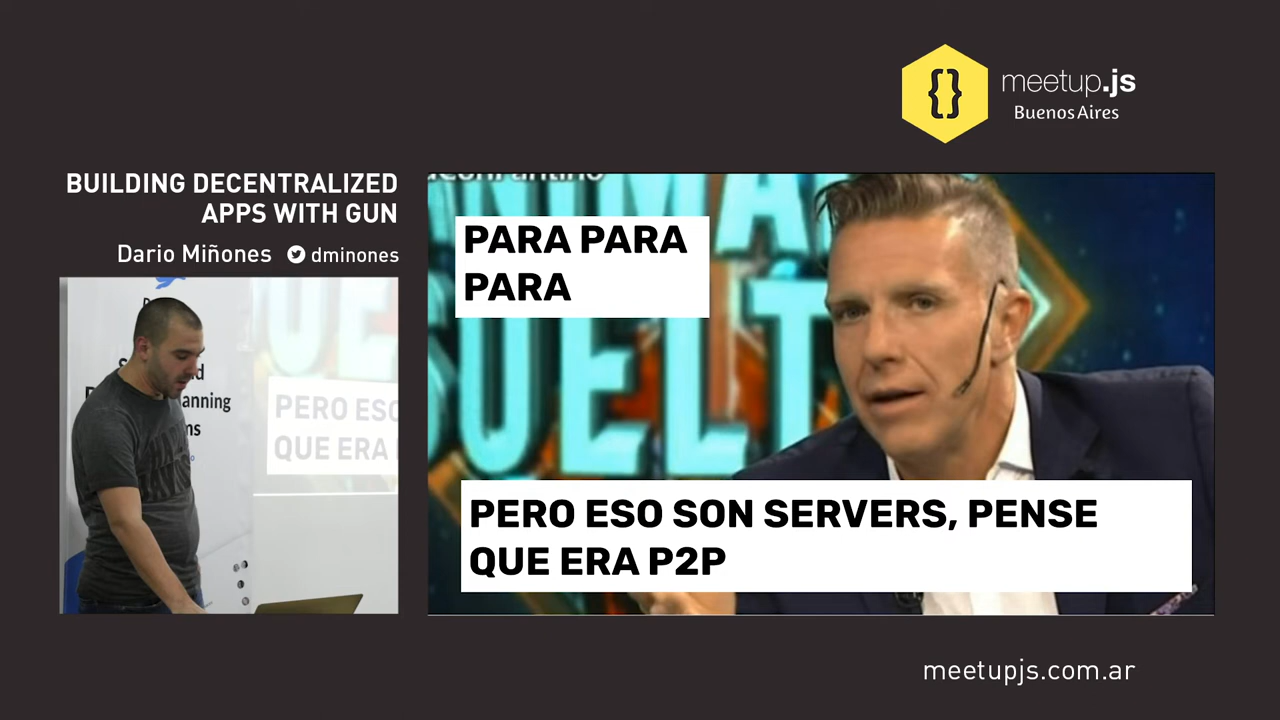 {}
meetup.js
Buenos Aires
BUILDING DECENTRALIZED
APPS WITH GUN
Dario Miñones
dminones
PARA PARA
PARA
PERO ESO SON SERVERS, PENSE
QUE ERA P2P
anning
PERO ESO
QUE ERA
meetupjs.com.ar